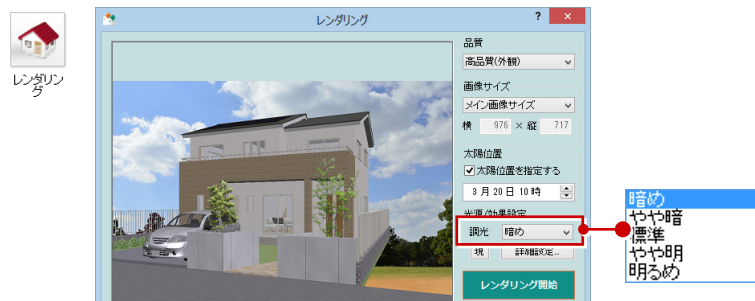 レンダリン
グ
レンダリング
? ×
品質
高品質(外観)
画像サイズ
メイン画像サイズ
横 976 × 縦 717
太陽位置
太陽位置を指定する
3 月 20 日 10 時
光源/効果設定
調光 暗め
現 詳細設定...
レンダリング開始
暗め
やや暗
標準
やや明
明るめ